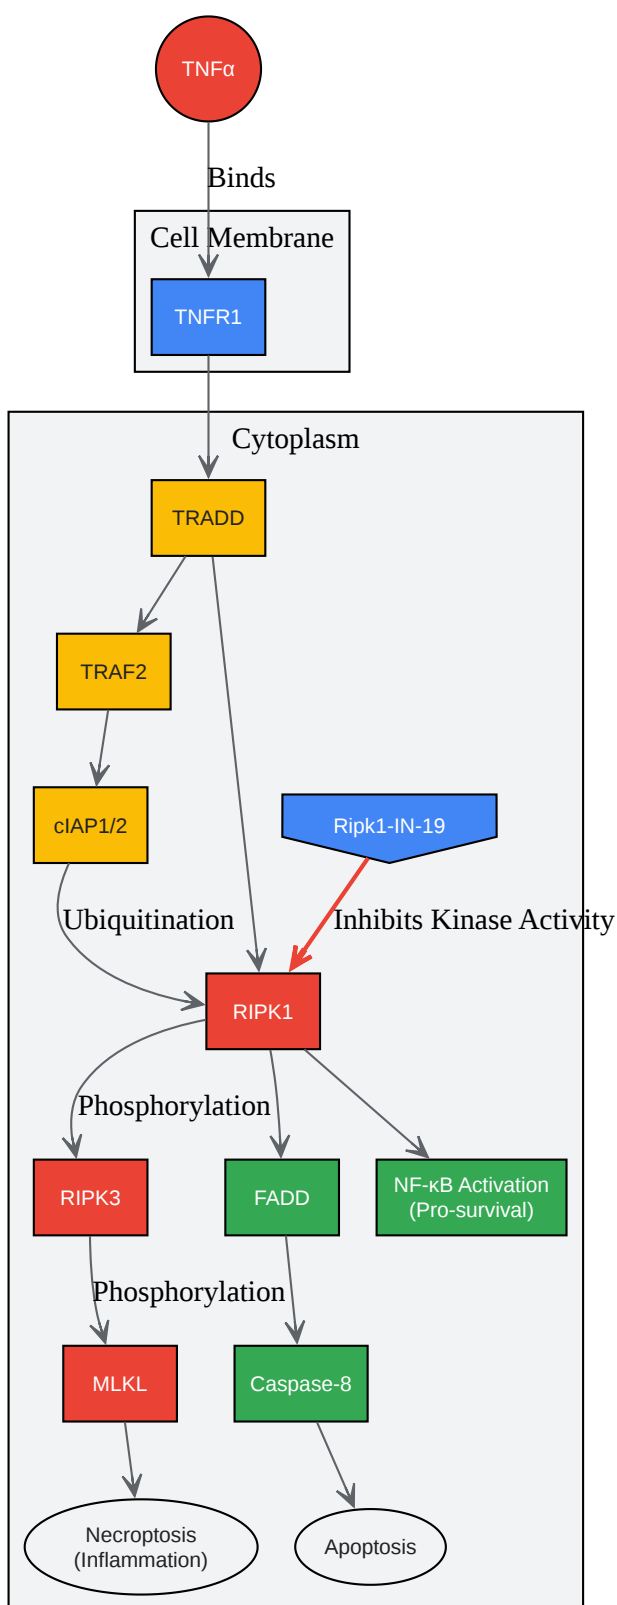 TNFα
Binds
Cell Membrane
TNFR1
Cytoplasm
TRADD
TRAF2
cIAP1/2
Ripk1-IN-19
Ubiquitination
Inhibits Kinase Activity
RIPK1
Phosphorylation
RIPK3
FADD
NF-κB Activation
(Pro-survival)
Phosphorylation
MLKL
Caspase-8
Necroptosis
(Inflammation)
Apoptosis